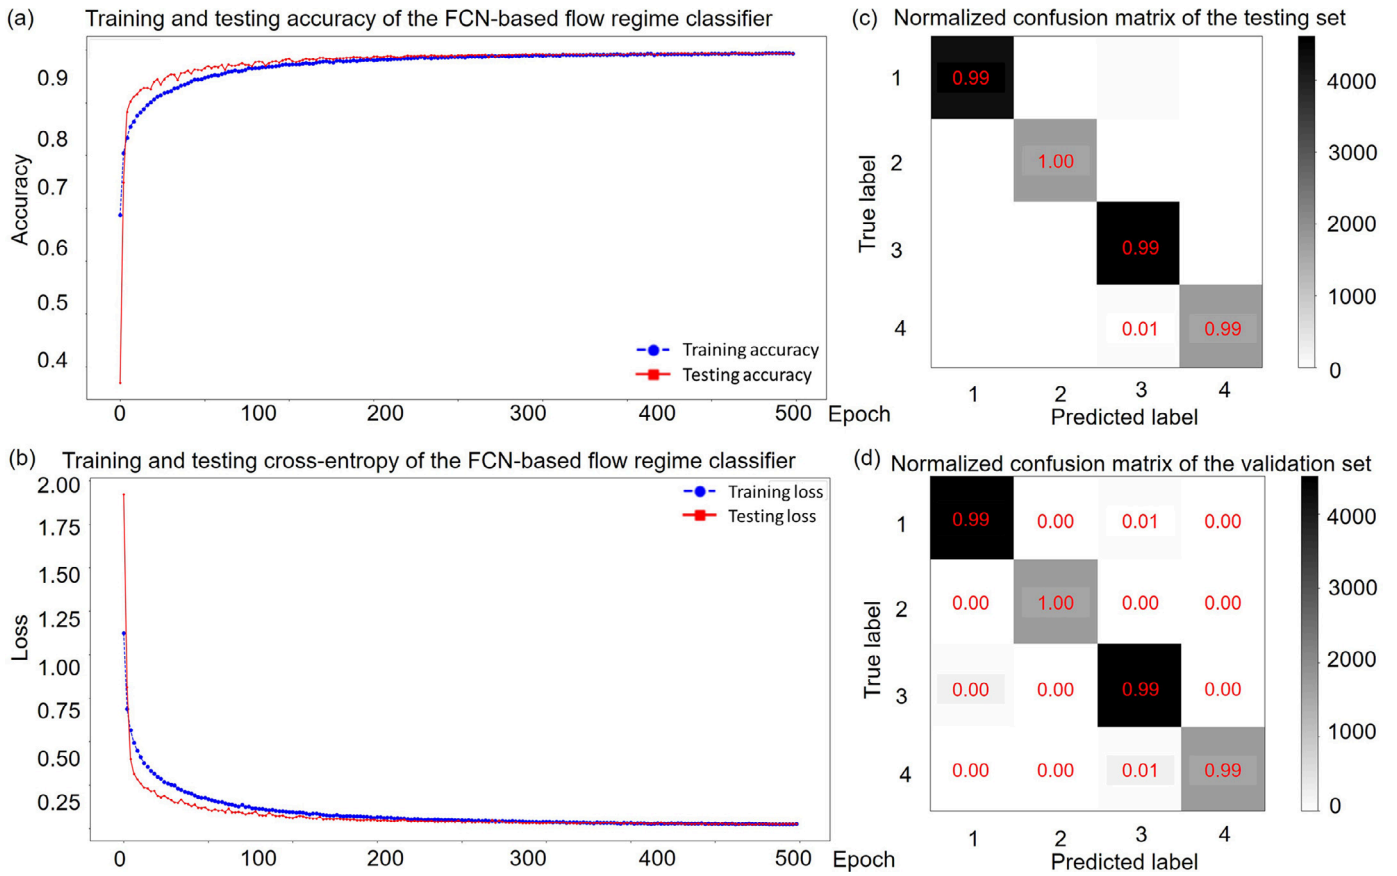 (a) Training and testing accuracy of the FCN-based flow regime classifier
0.9
0.8
0.7
0.6
0.5
0.4
Accuracy
Training accuracy
Testing accuracy
0 100 200 300 400 500 Epoch
(c) Normalized confusion matrix of the testing set
True label
1 0.99
2 1.00
3 0.99
4 0.01 0.99
1 2 3 4
Predicted label
4000
3000
2000
1000
0
(b) Training and testing cross-entropy of the FCN-based flow regime classifier
2.00
1.75
1.50
1.25
1.00
0.75
0.50
0.25
Loss
Training loss
Testing loss
0 100 200 300 400 500 Epoch
(d) Normalized confusion matrix of the validation set
True label
1 0.99 0.00 0.01 0.00
2 0.00 1.00 0.00 0.00
3 0.00 0.00 0.99 0.00
4 0.00 0.00 0.01 0.99
1 2 3 4
Predicted label
4000
3000
2000
1000
0